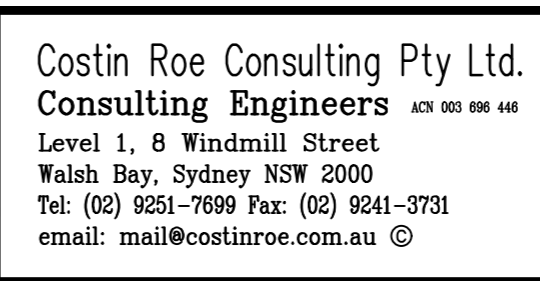 Costin Roe Consulting Pty Ltd.
Consulting Engineers ACN 003 696 446
Level 1, 8 Windmill Street
Walsh Bay, Sydney NSW 2000
Tel: (02) 9251-7699 Fax: (02) 9241-3731
email: mail@costinroe.com.au ©